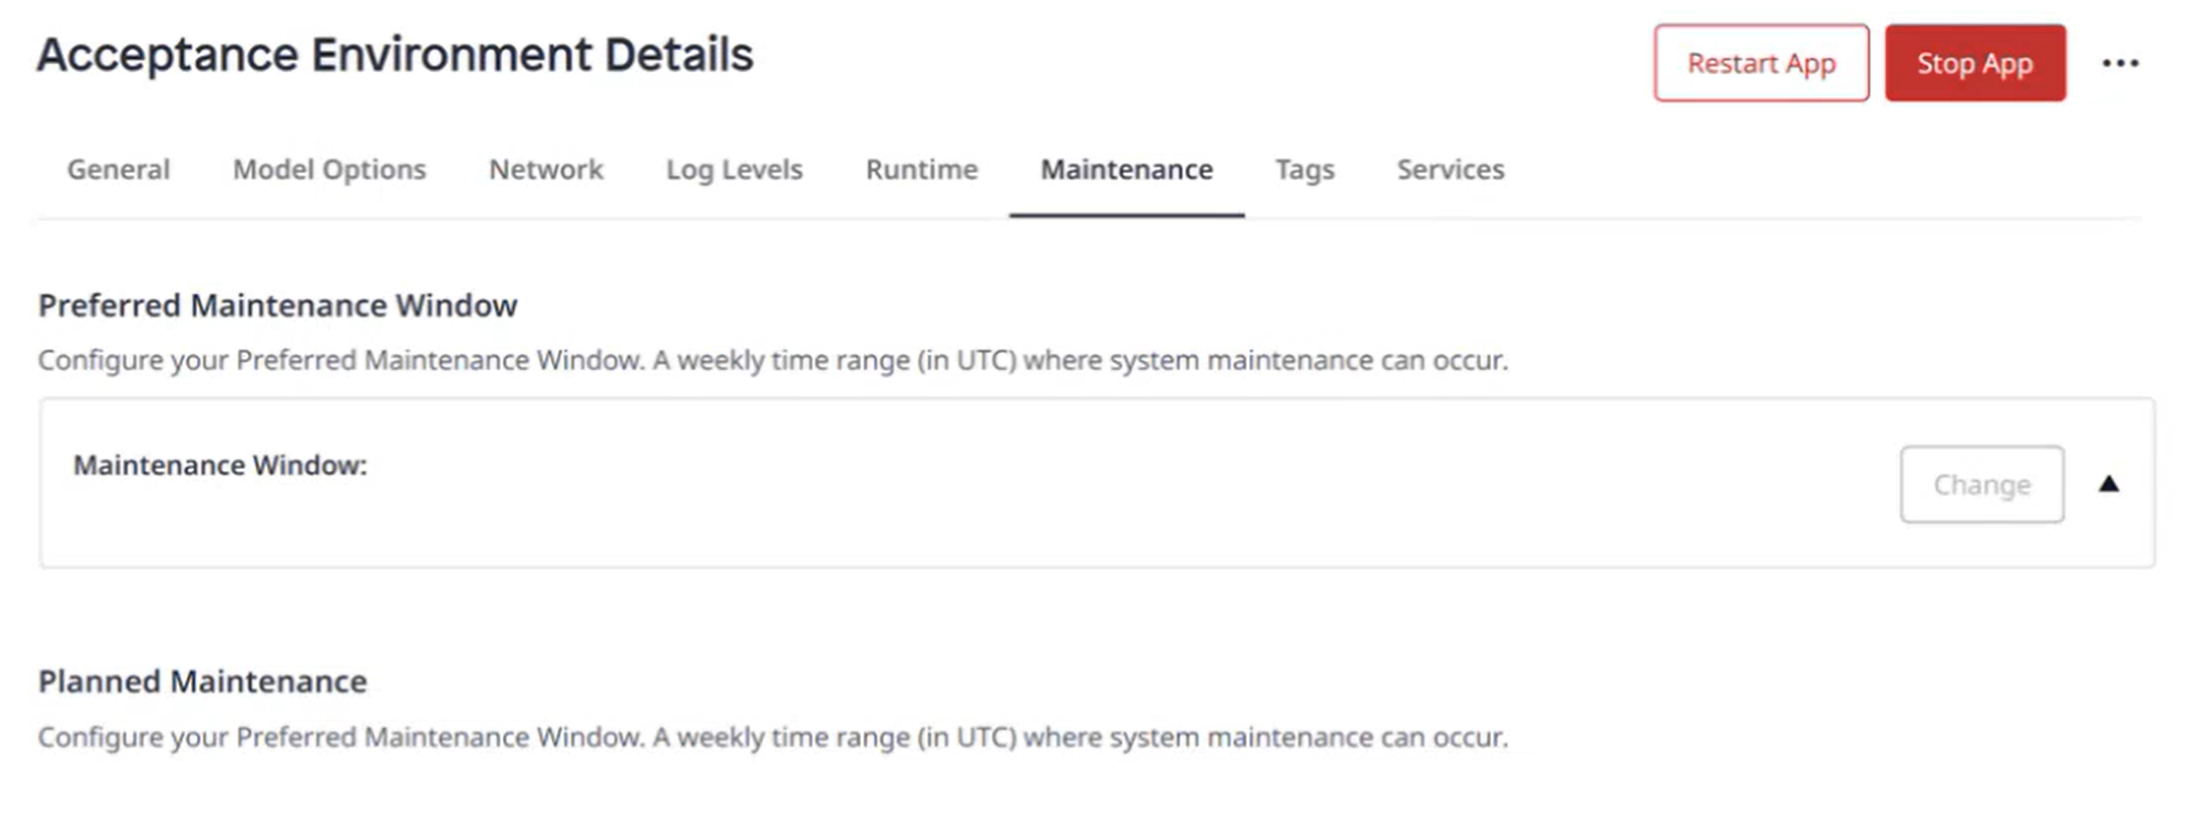 Acceptance Environment Details
Restart App
Stop App
General Model Options Network Log Levels Runtime Maintenance Tags Services
Preferred Maintenance Window
Configure your Preferred Maintenance Window. A weekly time range (in UTC) where system maintenance can occur.
Maintenance Window:
Change
Planned Maintenance
Configure your Preferred Maintenance Window. A weekly time range (in UTC) where system maintenance can occur.